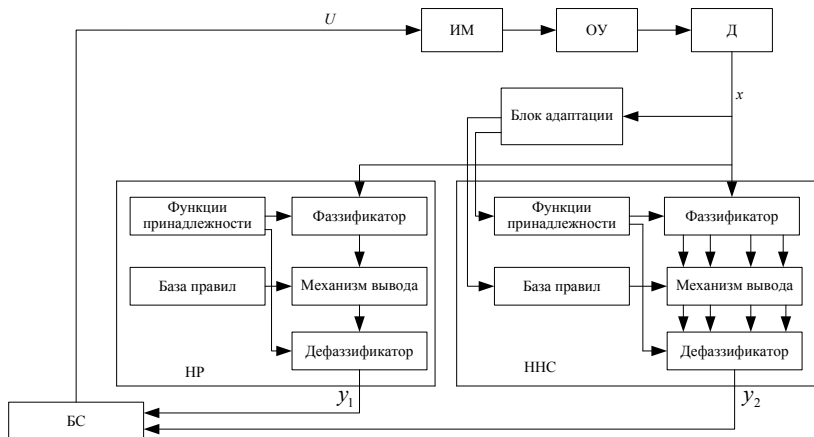 U
ИМ
ОУ
Д
x
Блок адаптации
Функции
принадлежности
Фаззификатор
База правил
Механизм вывода
Дефаззификатор
НР
Функции
принадлежности
Фаззификатор
База правил
Механизм вывода
Дефаззификатор
ННС
y1
y2
БС